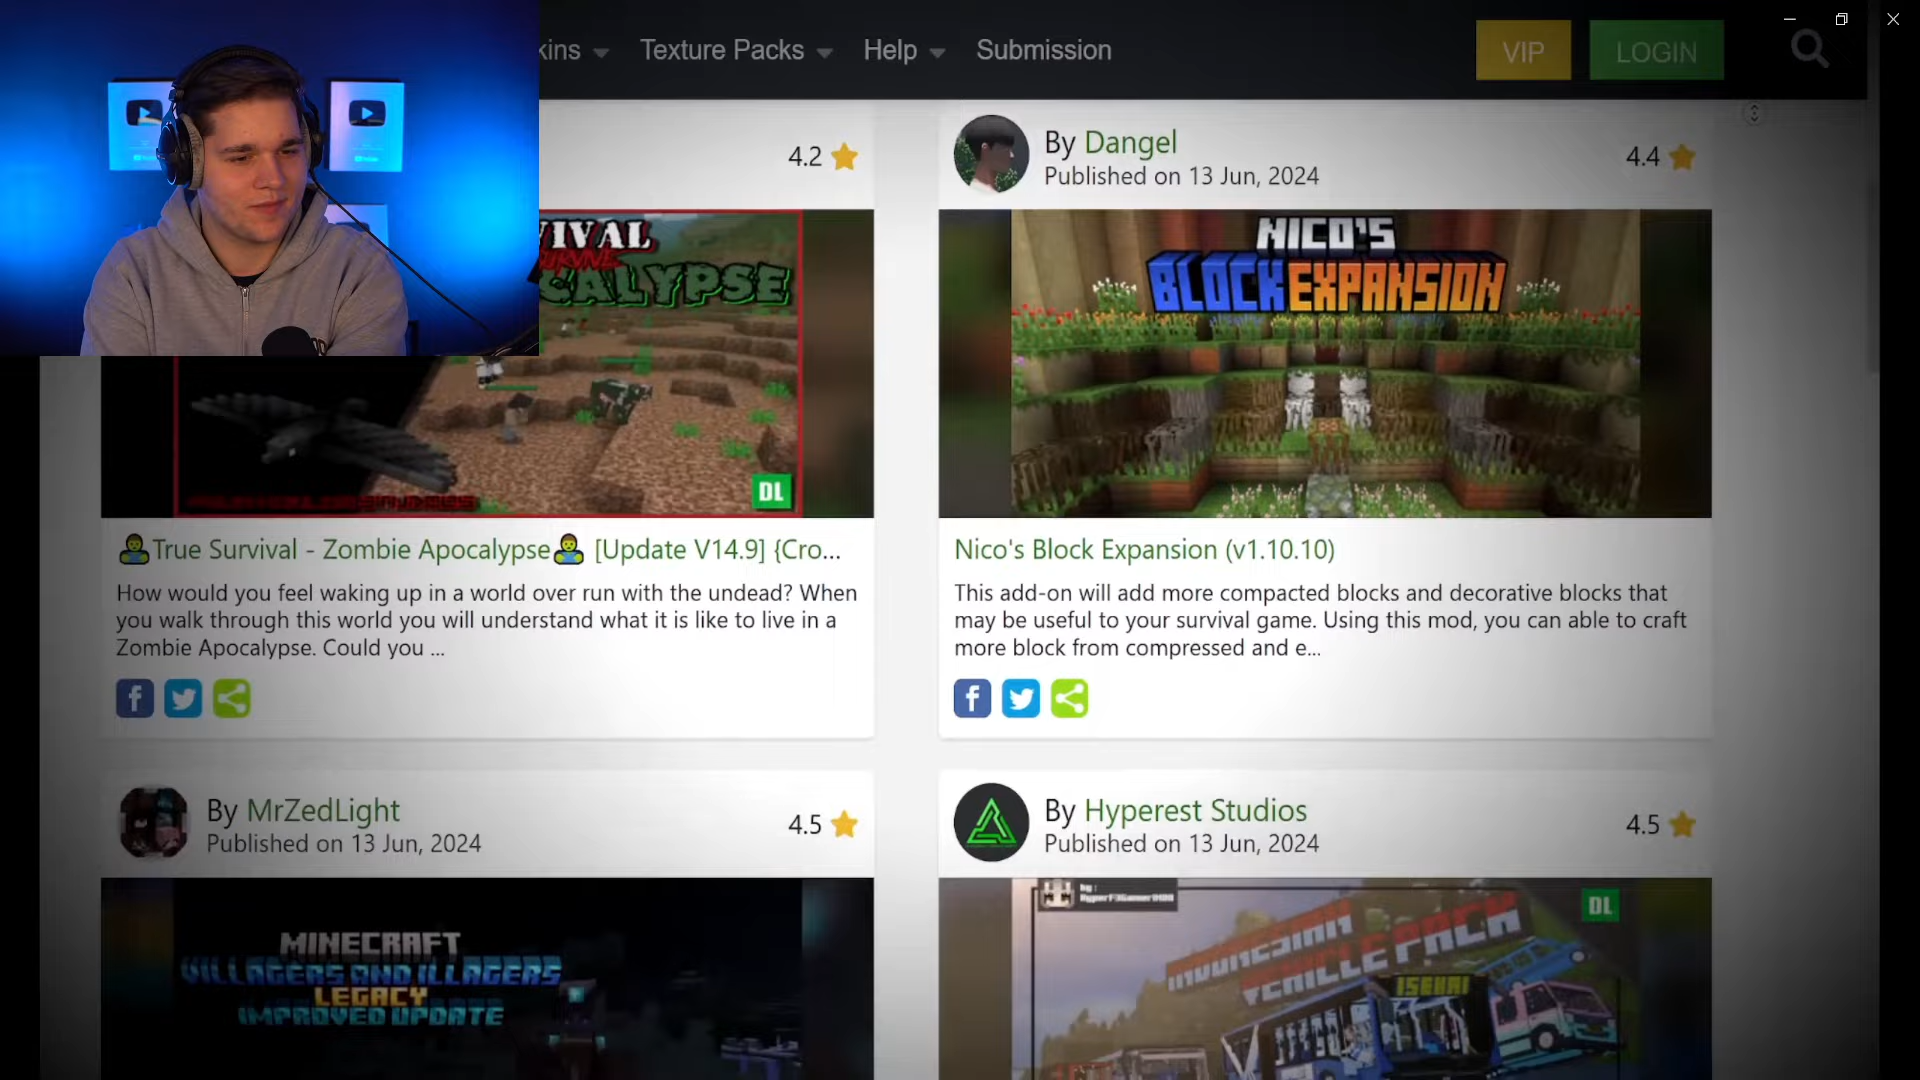 kins
Texture Packs
Help
Submission
VIP
LOGIN
4.2
By Dangel
Published on 13 Jun, 2024
4.4
VIVAL
CALYPSE
DL
NICO'S
BLOCK EXPANSION
True Survival - Zombie Apocalypse [Update V14.9] {Cro...
How would you feel waking up in a world over run with the undead? When
you walk through this world you will understand what it is like to live in a
Zombie Apocalypse. Could you ...
Nico's Block Expansion (v1.10.10)
This add-on will add more compacted blocks and decorative blocks that
may be useful to your survival game. Using this mod, you can able to craft
more block from compressed and e...
By MrZedLight
Published on 13 Jun, 2024
4.5
By Hyperest Studios
Published on 13 Jun, 2024
4.5
MINECRAFT
VILLAGERS AND ILLAGERS
LEGACY
IMPROVED UPDATE
by :
DL
INDONESIAN
VEHICLE PACK